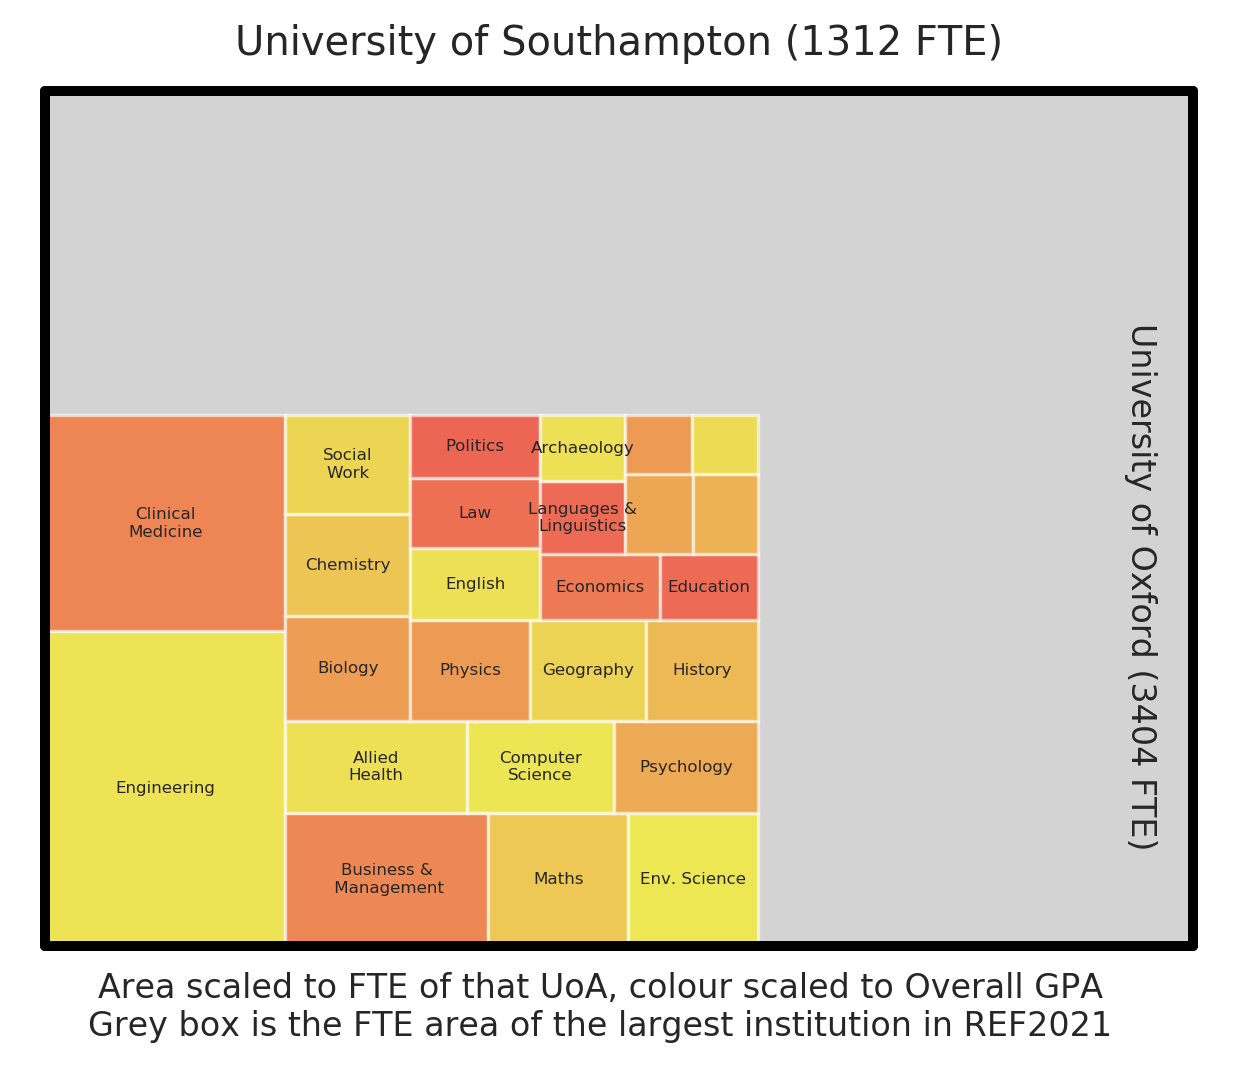 University of Southampton (1312 FTE)
Clinical
Medicine
Engineering
Social
Work
Chemistry
Biology
Politics
Law
English
Archaeology
Languages &
Linguistics
Economics
Education
Physics
Geography
History
Allied
Health
Computer
Science
Psychology
Business &
Management
Maths
Env. Science
University of Oxford (3404 FTE)
Area scaled to FTE of that UoA, colour scaled to Overall GPA
Grey box is the FTE area of the largest institution in REF2021